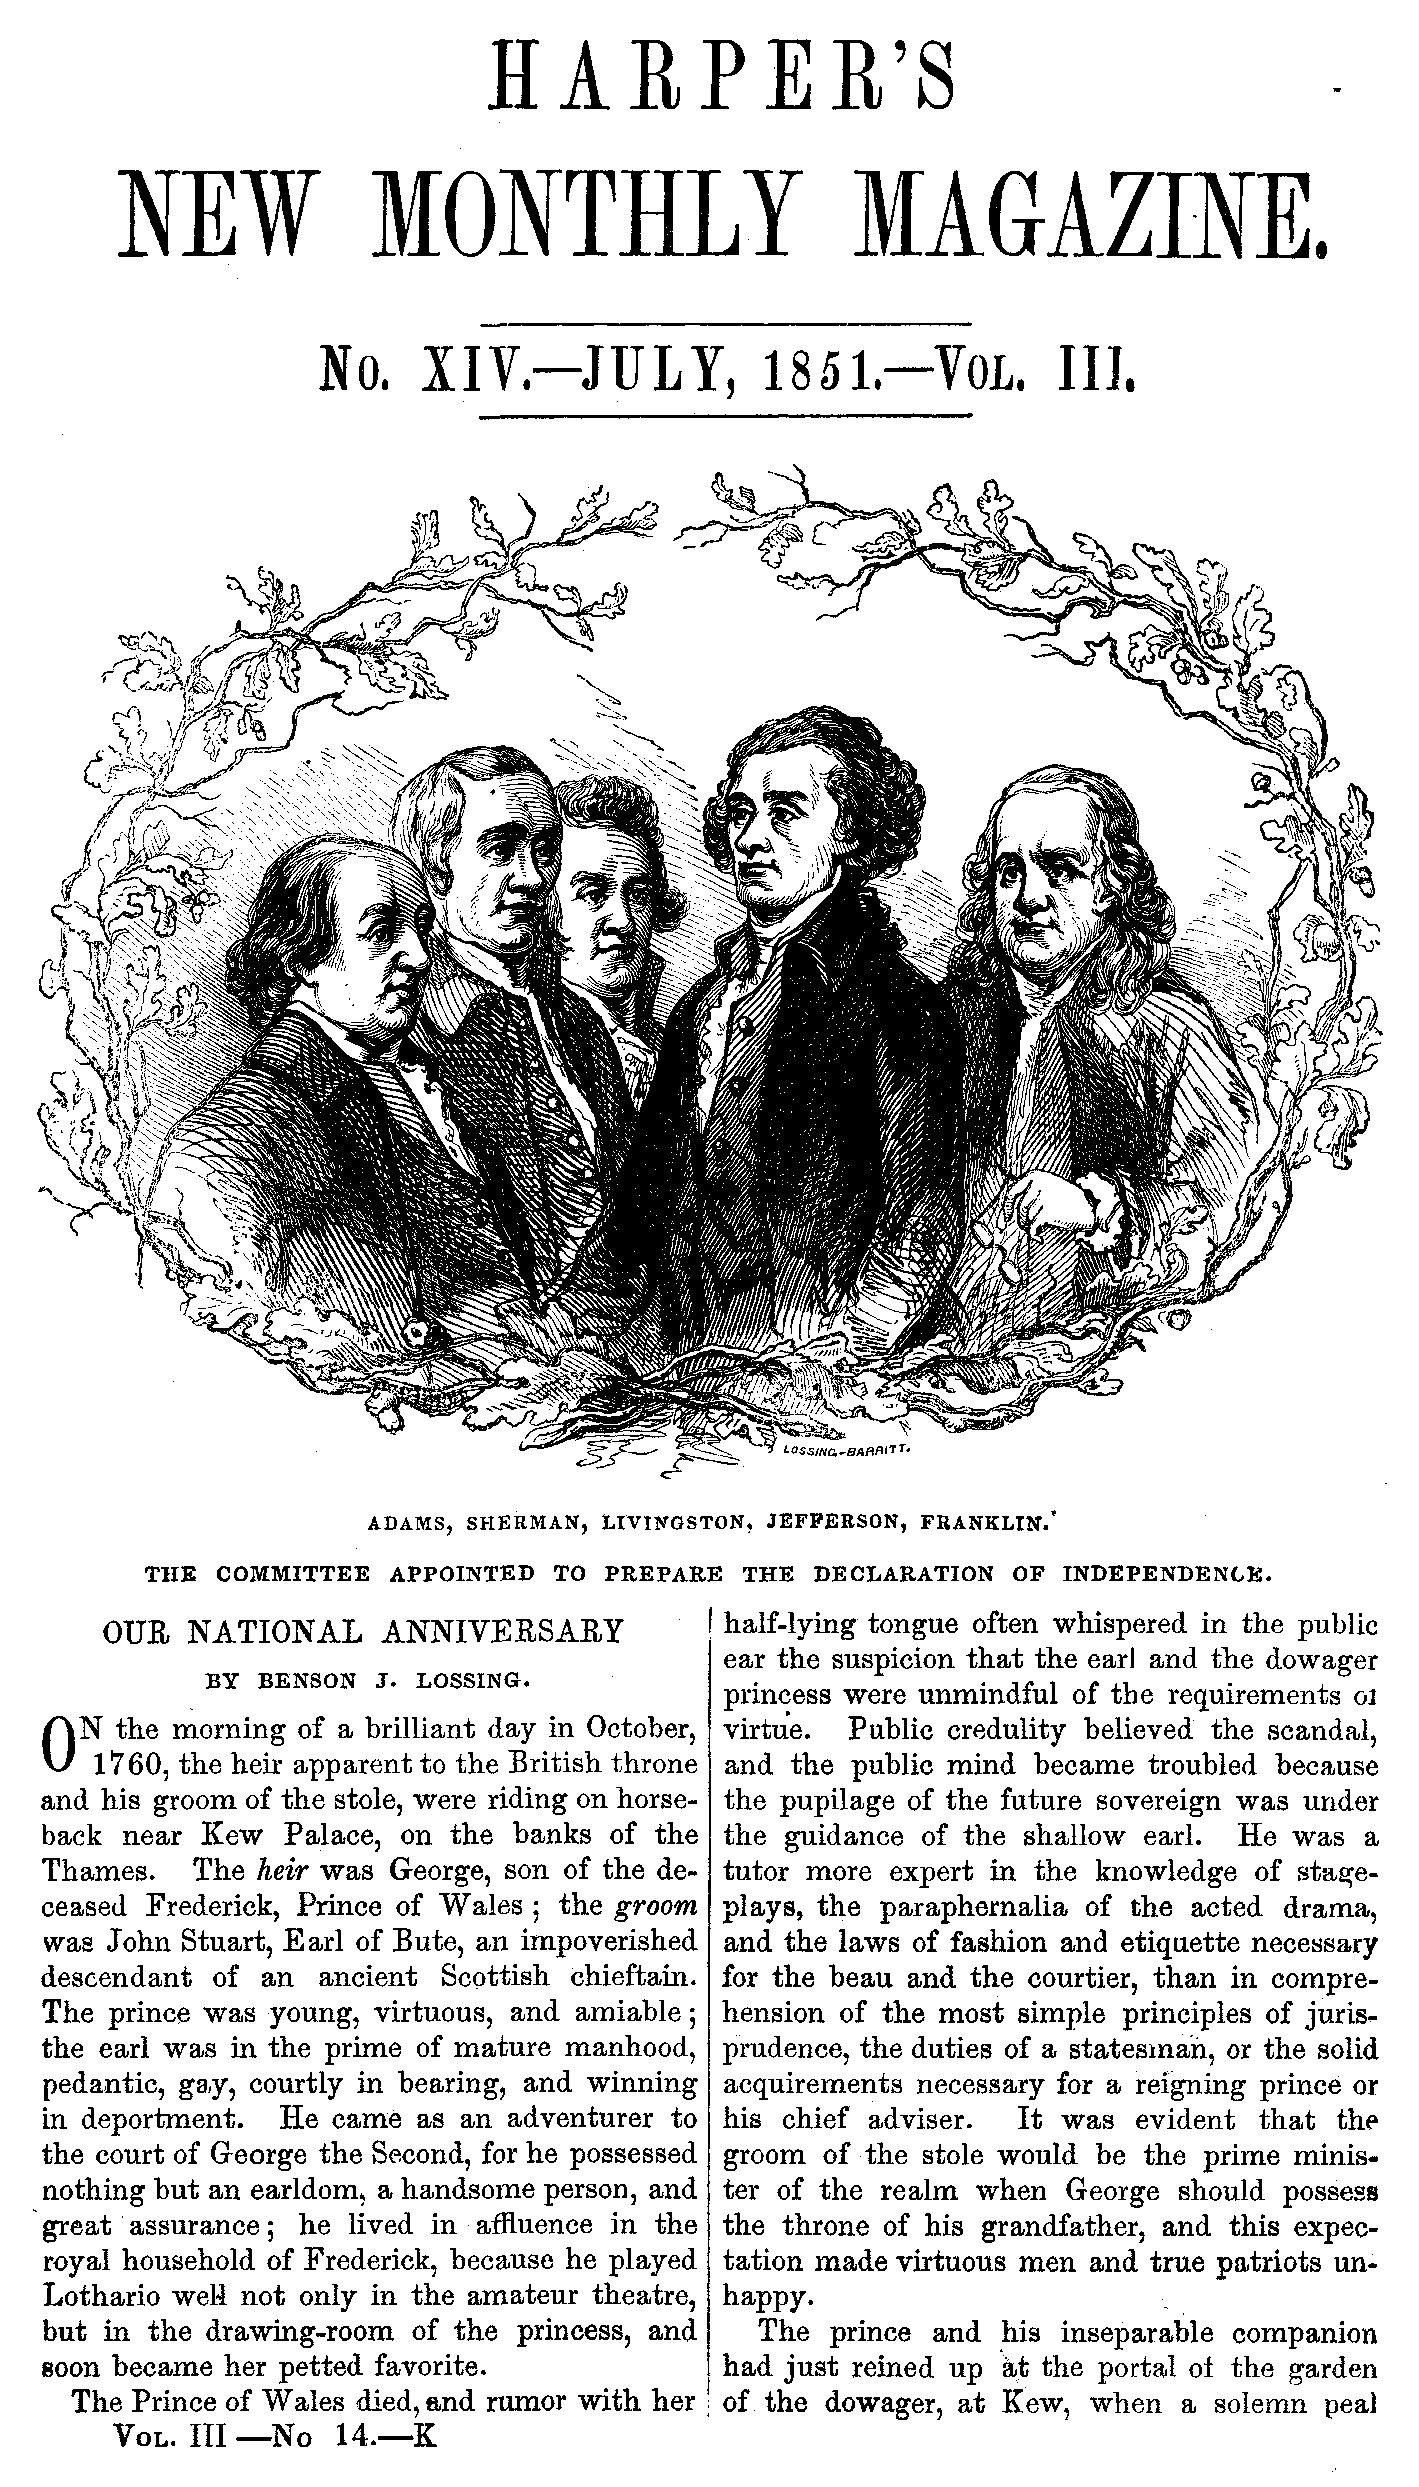 HARPER'S
NEW MONTHLY MAGAZINE.
No. XIV.—JULY, 1851.—Vol. III.
LOSSING-BARRITT.
ADAMS, SHERMAN, LIVINGSTON, JEFFERSON, FRANKLIN.
THE COMMITTEE APPOINTED TO PREPARE THE DECLARATION OF INDEPENDENCE.
OUR NATIONAL ANNIVERSARY
BY BENSON J. LOSSING.
ON the morning of a brilliant day in October,
1760, the heir apparent to the British throne
and his groom of the stole, were riding on horse-
back near Kew Palace, on the banks of the
Thames. The heir was George, son of the de-
ceased Frederick, Prince of Wales; the groom
was John Stuart, Earl of Bute, an impoverished
descendant of an ancient Scottish chieftain.
The prince was young, virtuous, and amiable;
the earl was in the prime of mature manhood,
pedantic, gay, courtly in bearing, and winning
in deportment. He came as an adventurer to
the court of George the Second, for he possessed
nothing but an earldom, a handsome person, and
great assurance; he lived in affluence in the
royal household of Frederick, because he played
Lothario well not only in the amateur theatre,
but in the drawing-room of the princess, and
soon became her petted favorite.
The Prince of Wales died, and rumor with her
Vol. III—No 14.—K
half-lying tongue often whispered in the public
ear the suspicion that the earl and the dowager
princess were unmindful of the requirements of
virtue. Public credulity believed the scandal,
and the public mind became troubled because
the pupilage of the future sovereign was under
the guidance of the shallow earl. He was a
tutor more expert in the knowledge of stage-
plays, the paraphernalia of the acted drama,
and the laws of fashion and etiquette necessary
for the beau and the courtier, than in compre-
hension of the most simple principles of juris-
prudence, the duties of a statesman, or the solid
acquirements necessary for a reigning prince or
his chief adviser. It was evident that the
groom of the stole would be the prime minis-
ter of the realm when George should possess
the throne of his grandfather, and this expec-
tation made virtuous men and true patriots un-
happy.
The prince and his inseparable companion
had just reined up at the portal of the garden
of the dowager, at Kew, when a solemn peal